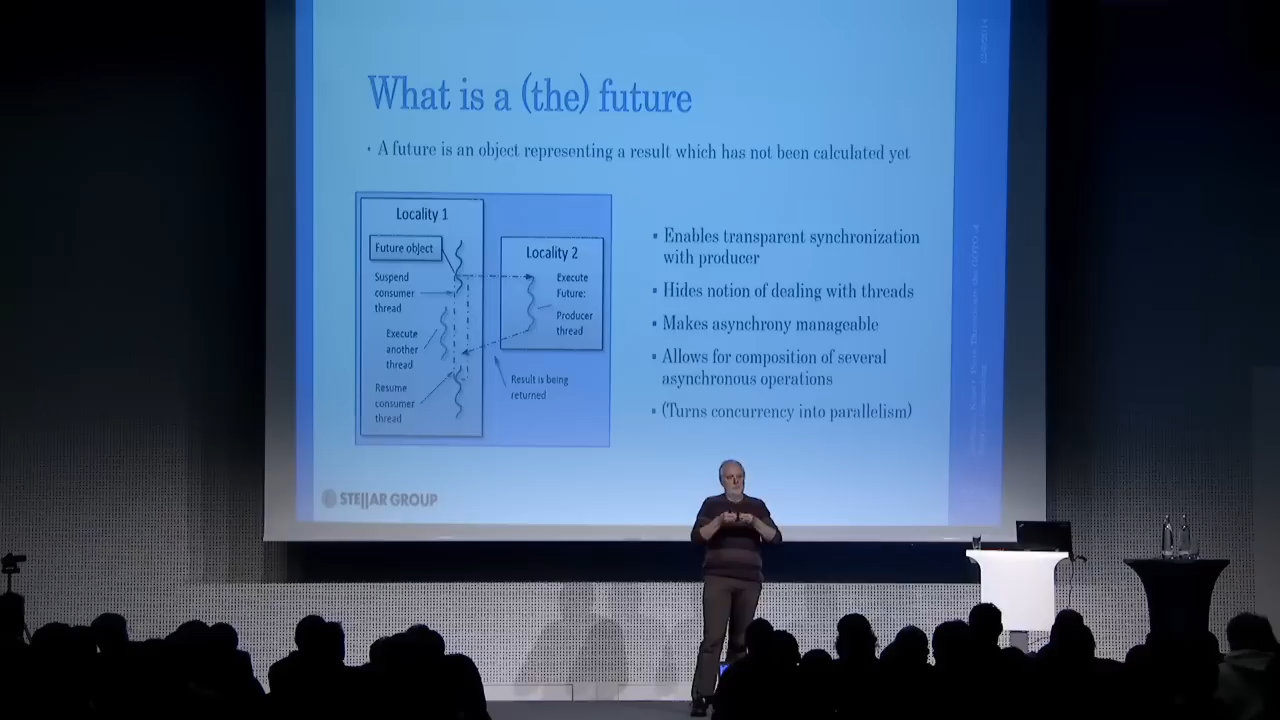 What is a (the) future
• A future is an object representing a result which has not been calculated yet
Locality 1
Future object
Suspend
consumer
thread
Execute
another
thread
Resume
consumer
thread
Locality 2
Execute
Future:
Producer
thread
Result is being
returned
▪ Enables transparent synchronization
with producer
▪ Hides notion of dealing with threads
▪ Makes asynchrony manageable
▪ Allows for composition of several
asynchronous operations
▪ (Turns concurrency into parallelism)
STE||AR GROUP